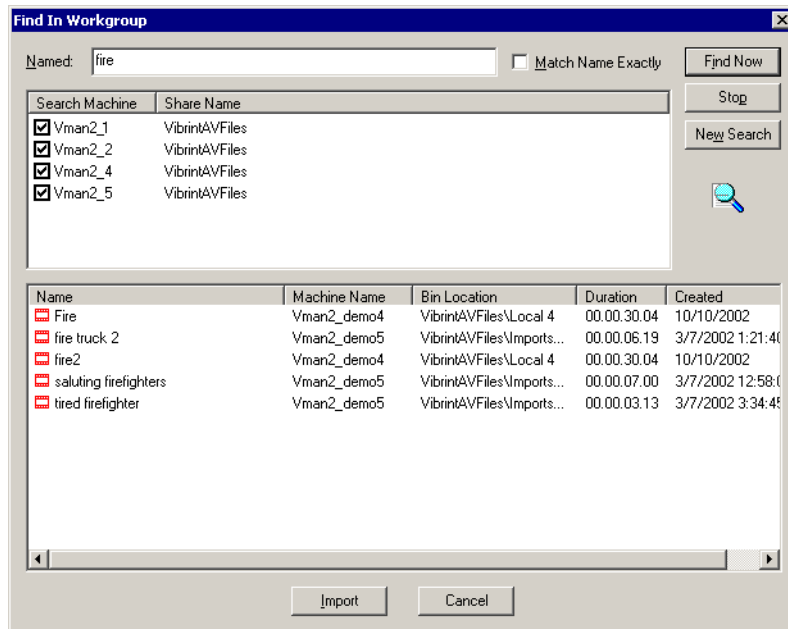 Find In Workgroup
Named: fire Match Name Exactly Find Now
Stop
New Search
Search Machine Share Name
Vman2_1 VibrintAVFiles
Vman2_2 VibrintAVFiles
Vman2_4 VibrintAVFiles
Vman2_5 VibrintAVFiles
Name Machine Name Bin Location Duration Created
Fire Vman2_demo4 VibrintAVFiles\Local 4 00.00.30.04 10/10/2002
fire truck 2 Vman2_demo5 VibrintAVFiles\Imports... 00.00.06.19 3/7/2002 1:21:40
fire2 Vman2_demo4 VibrintAVFiles\Local 4 00.00.30.04 10/10/2002
saluting firefighters Vman2_demo5 VibrintAVFiles\Imports... 00.00.07.00 3/7/2002 12:58:0
tired firefighter Vman2_demo5 VibrintAVFiles\Imports... 00.00.03.13 3/7/2002 3:34:45
Import Cancel